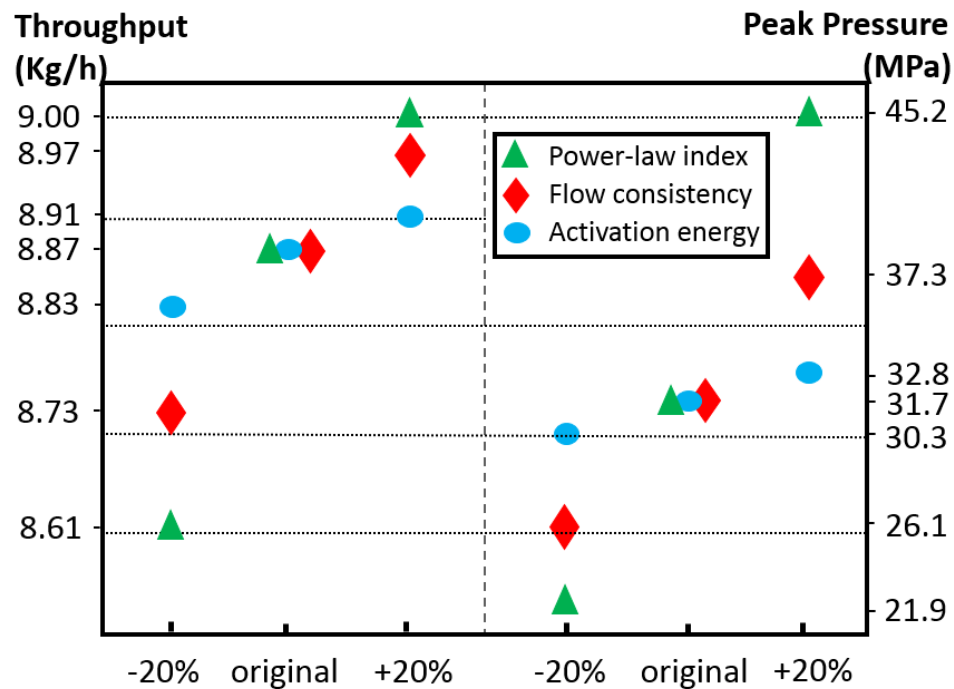 Throughput
(Kg/h)
Peak Pressure
(MPa)
9.00
8.97
8.91
8.87
8.83
8.73
8.61
Power-law index
Flow consistency
Activation energy
45.2
37.3
32.8
31.7
30.3
26.1
21.9
-20% original +20% -20% original +20%